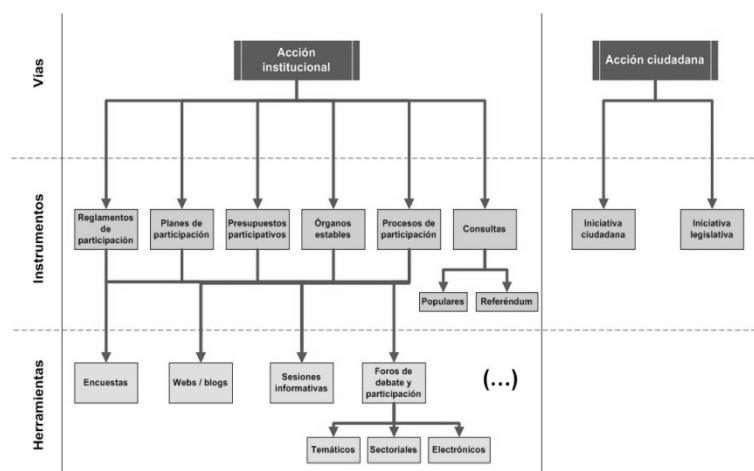 Vías
Acción
institucional
Acción ciudadana
Instrumentos
Reglamentos
de
participación
Planes de
participación
Presupuestos
participativos
Órganos
estables
Procesos de
participación
Consultas
Iniciativa
ciudadana
Iniciativa
legislativa
Populares
Referéndum
Herramientas
Encuestas
Webs / blogs
Sesiones
informativas
Foros de
debate y
participación
(...)
Temáticos
Sectoriales
Electrónicos